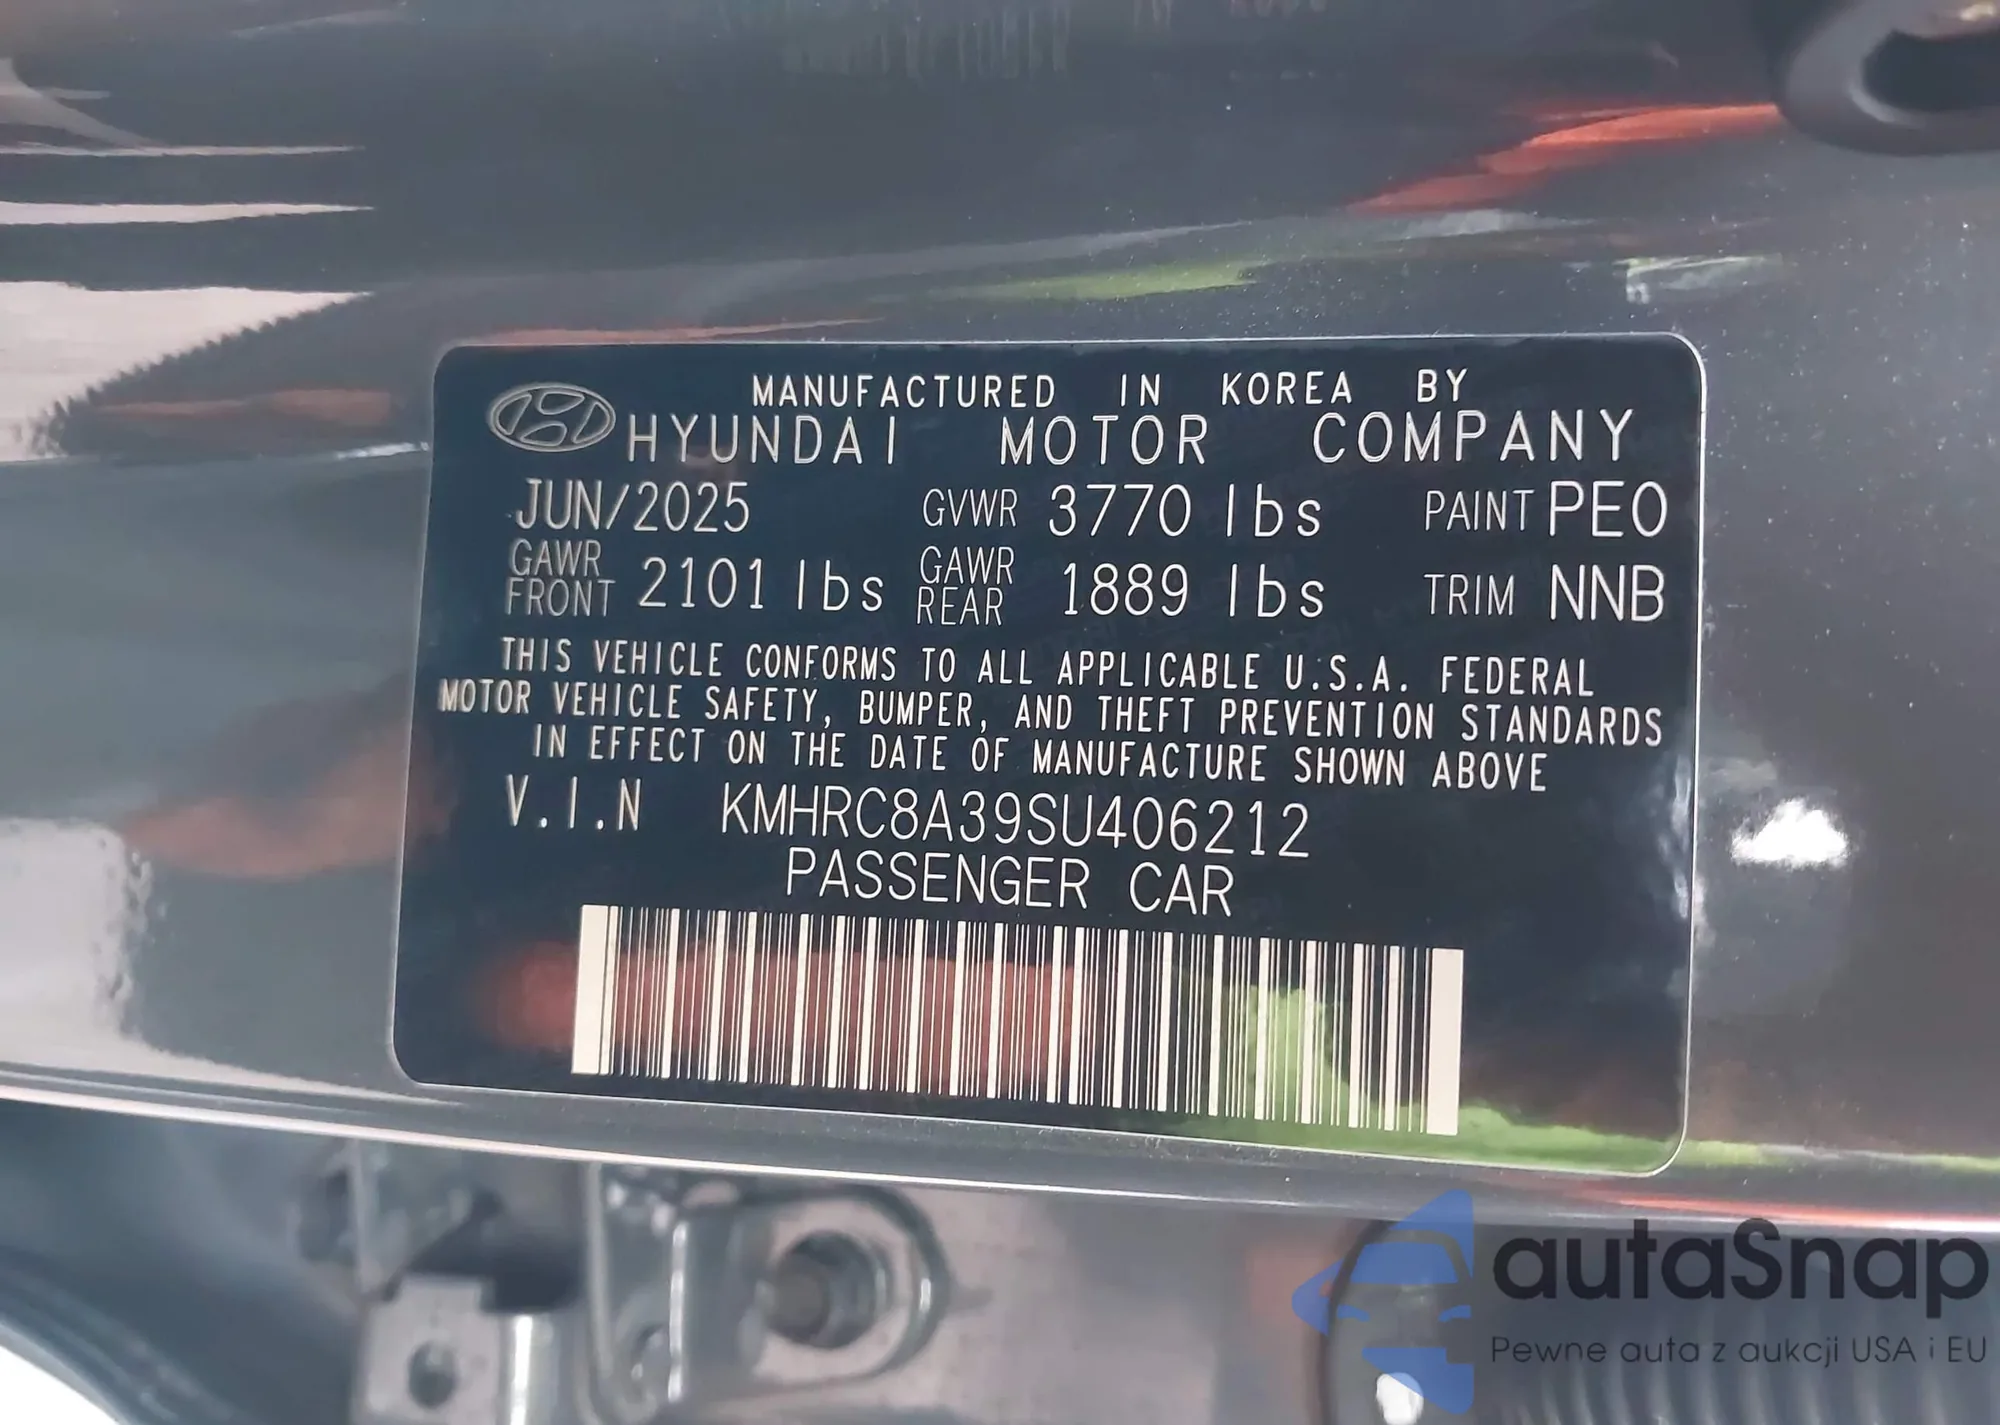 MANUFACTURED IN KOREA BY
HYUNDAI MOTOR COMPANY
JUN/2025 GVWR 3770 lbs PAINT PE0
GAWR FRONT 2101 lbs GAWR REAR 1889 lbs TRIM NNB
THIS VEHICLE CONFORMS TO ALL APPLICABLE U.S.A. FEDERAL
MOTOR VEHICLE SAFETY, BUMPER, AND THEFT PREVENTION STANDARDS
IN EFFECT ON THE DATE OF MANUFACTURE SHOWN ABOVE
V.I.N KMHRC8A39SU406212
PASSENGER CAR
autaSnap
Pewne auta z aukcji USA i EU